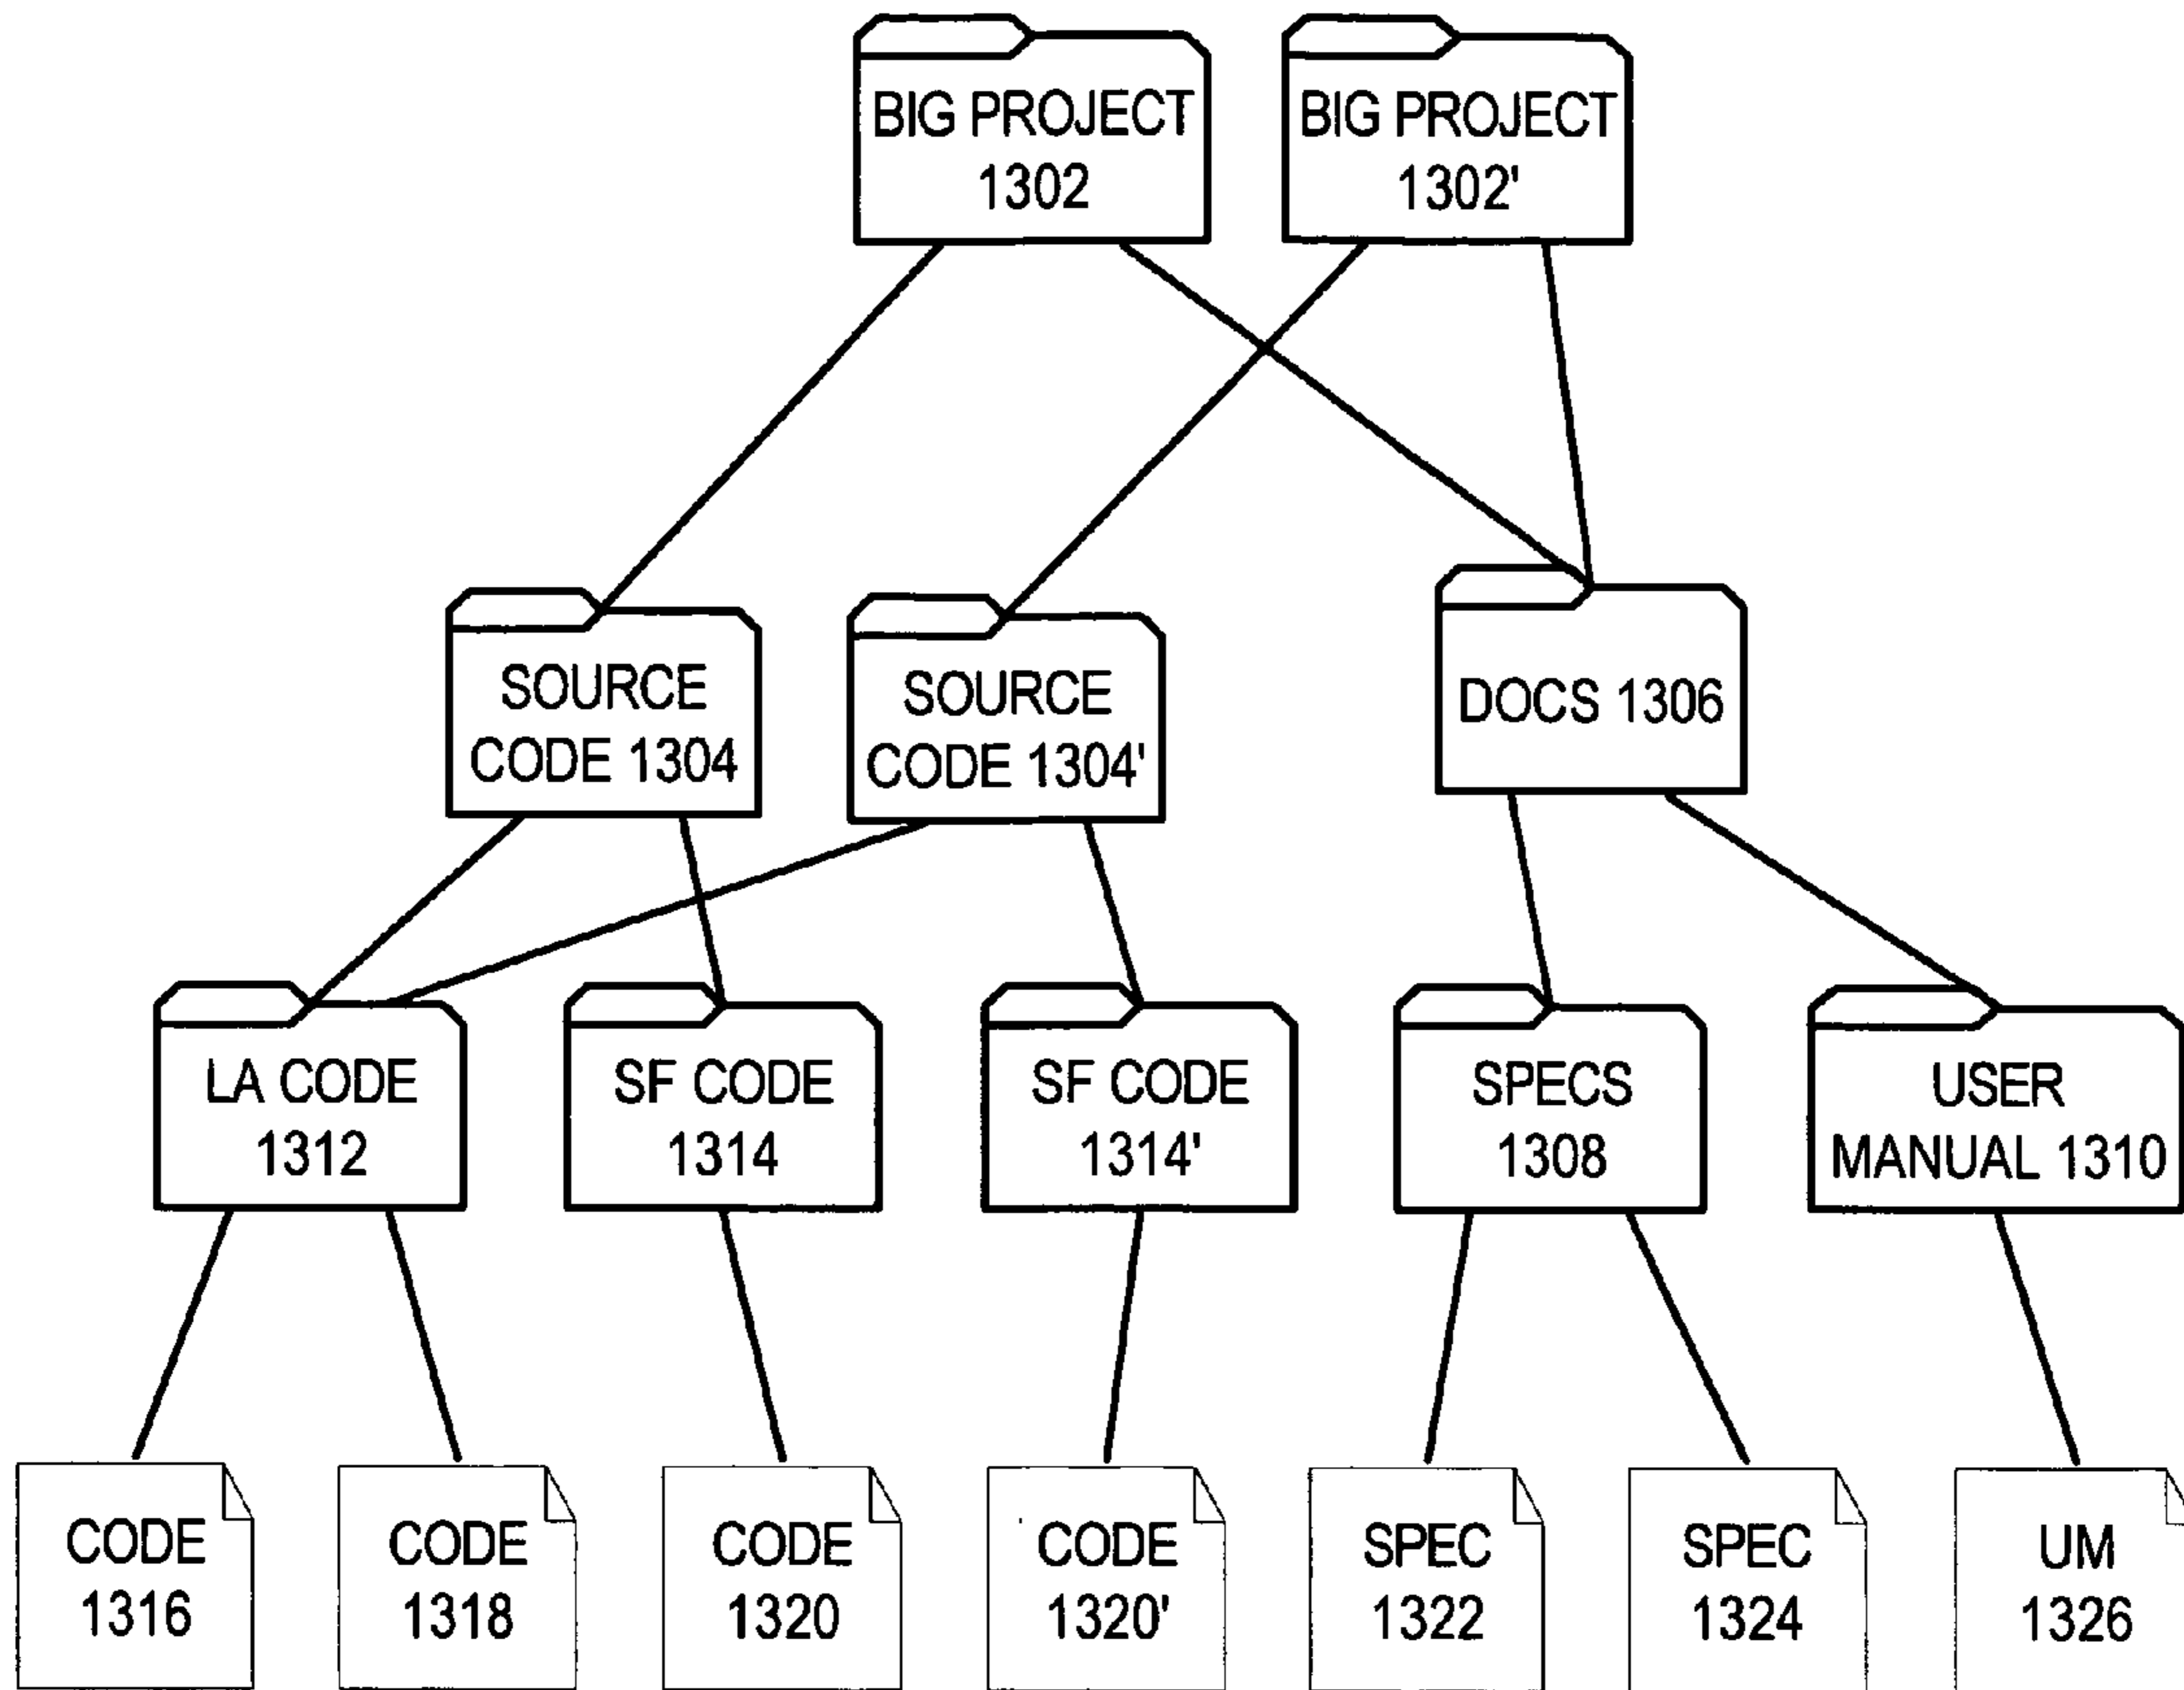 BIG PROJECT
1302
BIG PROJECT
1302'
SOURCE
CODE 1304
SOURCE
CODE 1304'
DOCS 1306
LA CODE
1312
SF CODE
1314
SF CODE
1314'
SPECS
1308
USER
MANUAL 1310
CODE
1316
CODE
1318
CODE
1320
CODE
1320'
SPEC
1322
SPEC
1324
UM
1326